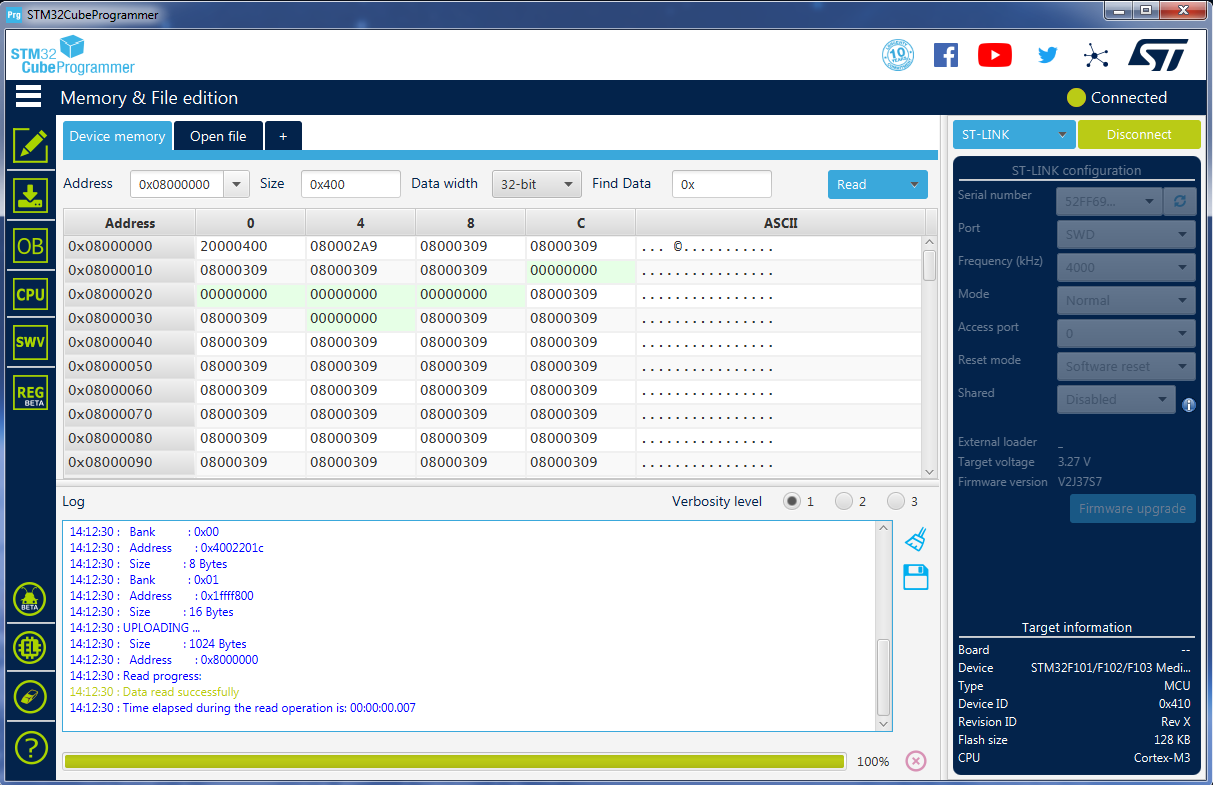 Prg STM32CubeProgrammer
STM32
CubeProgrammer
10 YEARS
Memory & File edition
Connected
Device memory Open file +
ST-LINK Disconnect
Address 0x08000000 Size 0x400 Data width 32-bit Find Data 0x Read
Address 0 4 8 C ASCII
0x08000000 20000400 080002A9 08000309 08000309 ... ©...........
0x08000010 08000309 08000309 08000309 00000000 ................
0x08000020 00000000 00000000 00000000 08000309 ................
0x08000030 08000309 00000000 08000309 08000309 ................
0x08000040 08000309 08000309 08000309 08000309 ................
0x08000050 08000309 08000309 08000309 08000309 ................
0x08000060 08000309 08000309 08000309 08000309 ................
0x08000070 08000309 08000309 08000309 08000309 ................
0x08000080 08000309 08000309 08000309 08000309 ................
0x08000090 08000309 08000309 08000309 08000309 ................
OB
CPU
SWV
REG
BETA
BETA
?
Log Verbosity level 1 2 3
14:12:30 : Bank : 0x00
14:12:30 : Address : 0x4002201c
14:12:30 : Size : 8 Bytes
14:12:30 : Bank : 0x01
14:12:30 : Address : 0x1ffff800
14:12:30 : Size : 16 Bytes
14:12:30 : UPLOADING ...
14:12:30 : Size : 1024 Bytes
14:12:30 : Address : 0x8000000
14:12:30 : Read progress:
14:12:30 : Data read successfully
14:12:30 : Time elapsed during the read operation is: 00:00:00.007
100%
ST-LINK configuration
Serial number 52FF69...
Port SWD
Frequency (kHz) 4000
Mode Normal
Access port 0
Reset mode Software reset
Shared Disabled
External loader _
Target voltage 3.27 V
Firmware version V2J37S7
Firmware upgrade
Target information
Board --
Device STM32F101/F102/F103 Medi...
Type MCU
Device ID 0x410
Revision ID Rev X
Flash size 128 KB
CPU Cortex-M3